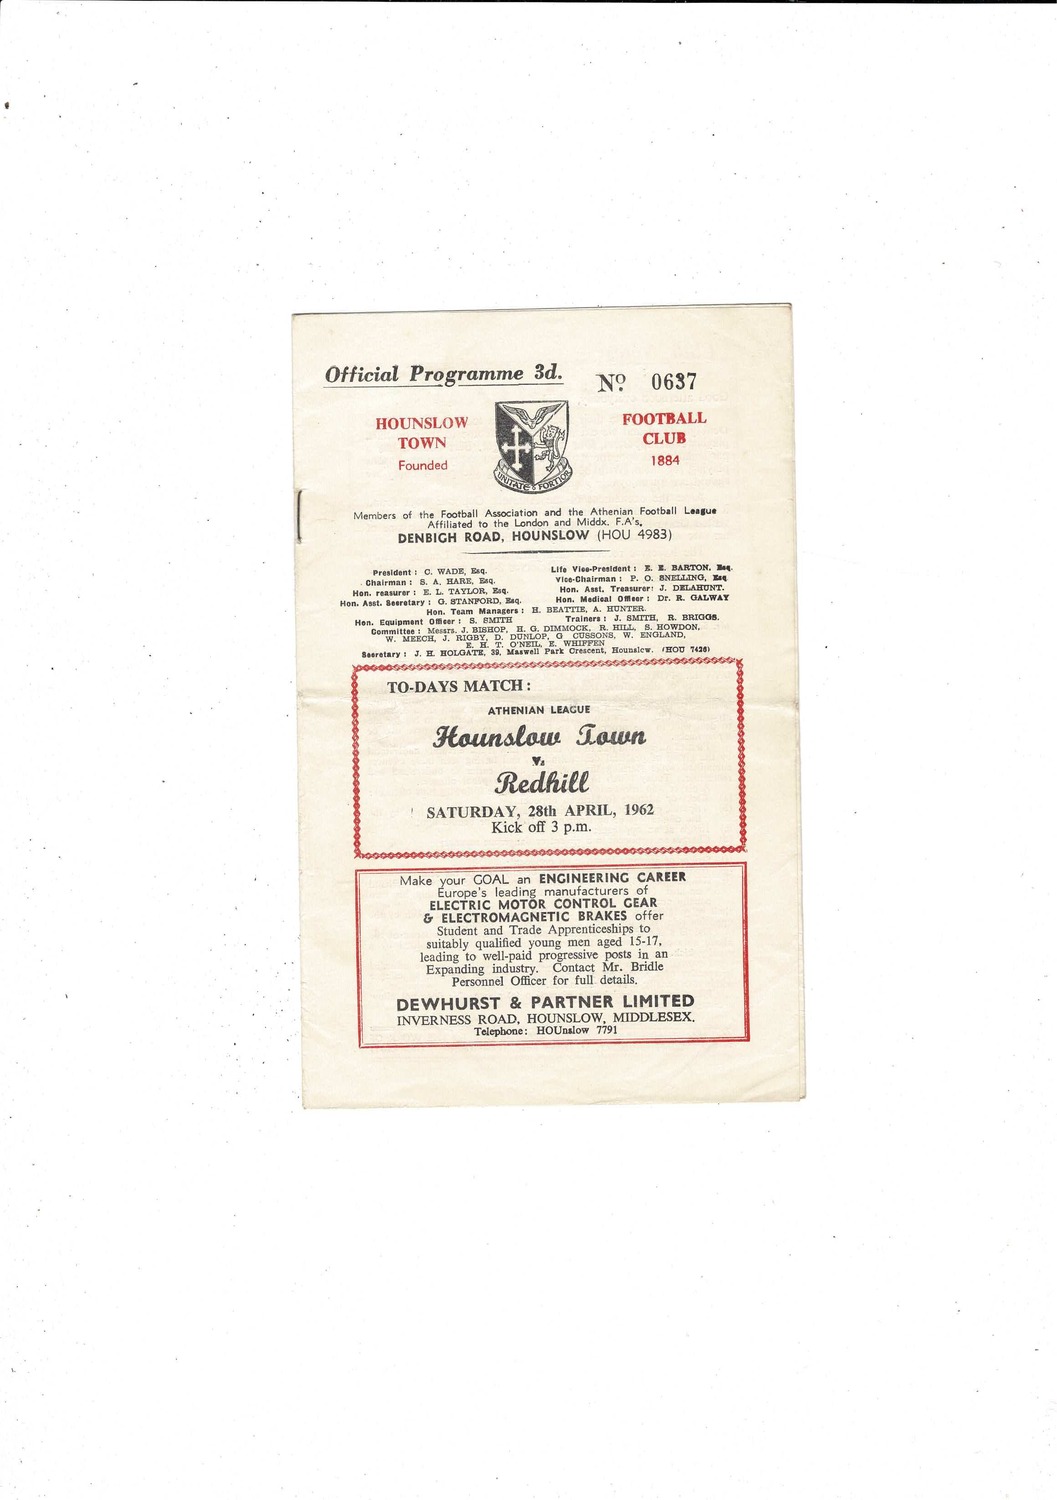 Official Programme 3d.
Nº 0637
HOUNSLOW TOWN
Founded
FOOTBALL CLUB
1884
UNITATE FORTIOR
Members of the Football Association and the Athenian Football League
Affiliated to the London and Middx. F.A's,
DENBIGH ROAD, HOUNSLOW (HOU 4983)
President : C. WADE, Esq. Life Vice-President : E. E. BARTON, Esq.
Chairman : S. A. HARE, Esq. Vice-Chairman : P. O. SNELLING, Esq
Hon. reasurer : E. L. TAYLOR, Esq. Hon. Asst. Treasurer: J. DELAHUNT.
Hon. Asst. Secretary : G. STANFORD, Esq. Hon. Medical Officer : Dr. R. GALWAY
Hon. Team Managers : H. BEATTIE, A. HUNTER.
Hon. Equipment Officer : S. SMITH Trainers : J. SMITH, R. BRIGGS.
Committee : Messrs. J. BISHOP, H. G. DIMMOCK, R. HILL, S. HOWDON,
W. MEECH, J. RIGBY, D. DUNLOP, G CUSSONS, W. ENGLAND,
E. H. T. O'NEIL, E. WHIFFEN
Secretary : J. H. HOLGATE, 39, Maswell Park Crescent, Hounslow. (HOU 7426)
TO-DAYS MATCH :
ATHENIAN LEAGUE
Hounslow Town
Vs
Redhill
SATURDAY, 28th APRIL, 1962
Kick off 3 p.m.
Make your GOAL an ENGINEERING CAREER
Europe's leading manufacturers of
ELECTRIC MOTOR CONTROL GEAR
& ELECTROMAGNETIC BRAKES offer
Student and Trade Apprenticeships to
suitably qualified young men aged 15-17,
leading to well-paid progressive posts in an
Expanding industry. Contact Mr. Bridle
Personnel Officer for full details.
DEWHURST & PARTNER LIMITED
INVERNESS ROAD, HOUNSLOW, MIDDLESEX.
Telephone: HOUnslow 7791